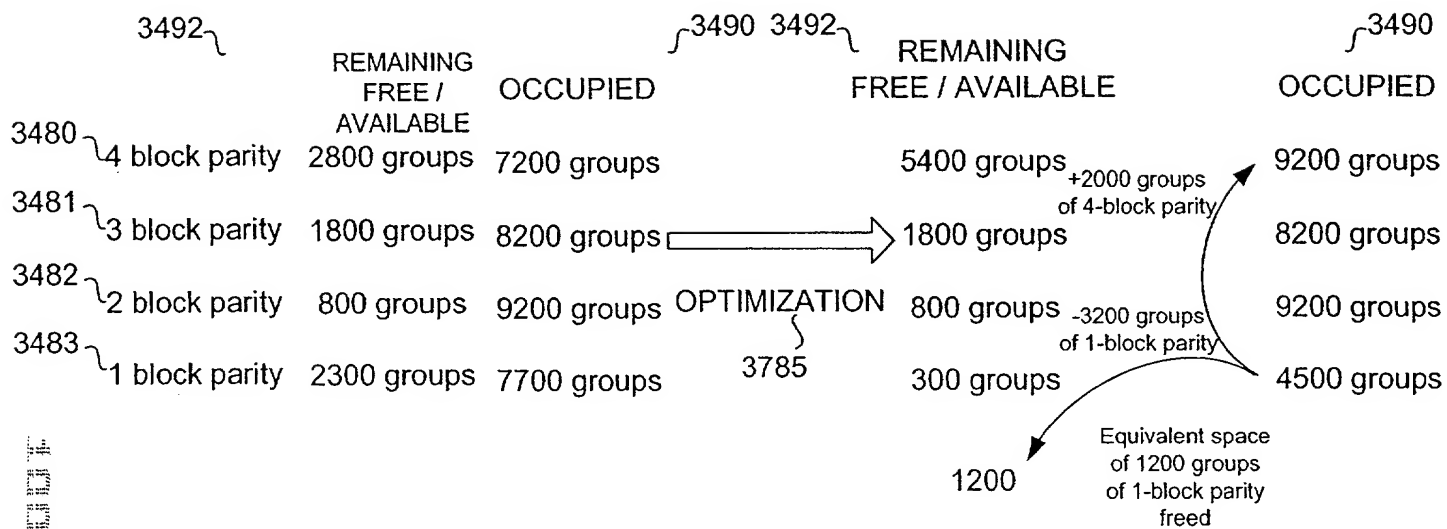 3492 3490 3492 3490
REMAINING FREE / AVAILABLE OCCUPIED REMAINING FREE / AVAILABLE OCCUPIED
3480 4 block parity 2800 groups 7200 groups 5400 groups 9200 groups
+2000 groups of 4-block parity
3481 3 block parity 1800 groups 8200 groups 1800 groups 8200 groups
3482 2 block parity 800 groups 9200 groups OPTIMIZATION 800 groups 9200 groups
-3200 groups of 1-block parity
3483 1 block parity 2300 groups 7700 groups 3785 300 groups 4500 groups
1200
Equivalent space
of 1200 groups
of 1-block parity
freed